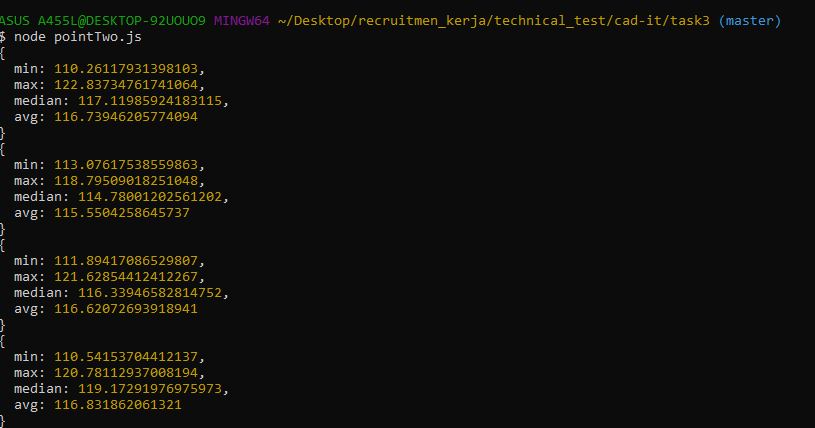 ASUS A455L@DESKTOP-92UOUO9 MINGW64 ~/Desktop/recruitmen_kerja/technical_test/cad-it/task3 (master)
$ node pointTwo.js
{
  min: 110.26117931398103,
  max: 122.83734761741064,
  median: 117.11985924183115,
  avg: 116.73946205774094
}
{
  min: 113.07617538559863,
  max: 118.79509018251048,
  median: 114.78001202561202,
  avg: 115.5504258645737
}
{
  min: 111.89417086529807,
  max: 121.62854412412267,
  median: 116.33946582814752,
  avg: 116.62072693918941
}
{
  min: 110.54153704412137,
  max: 120.78112937008194,
  median: 119.17291976975973,
  avg: 116.831862061321
}